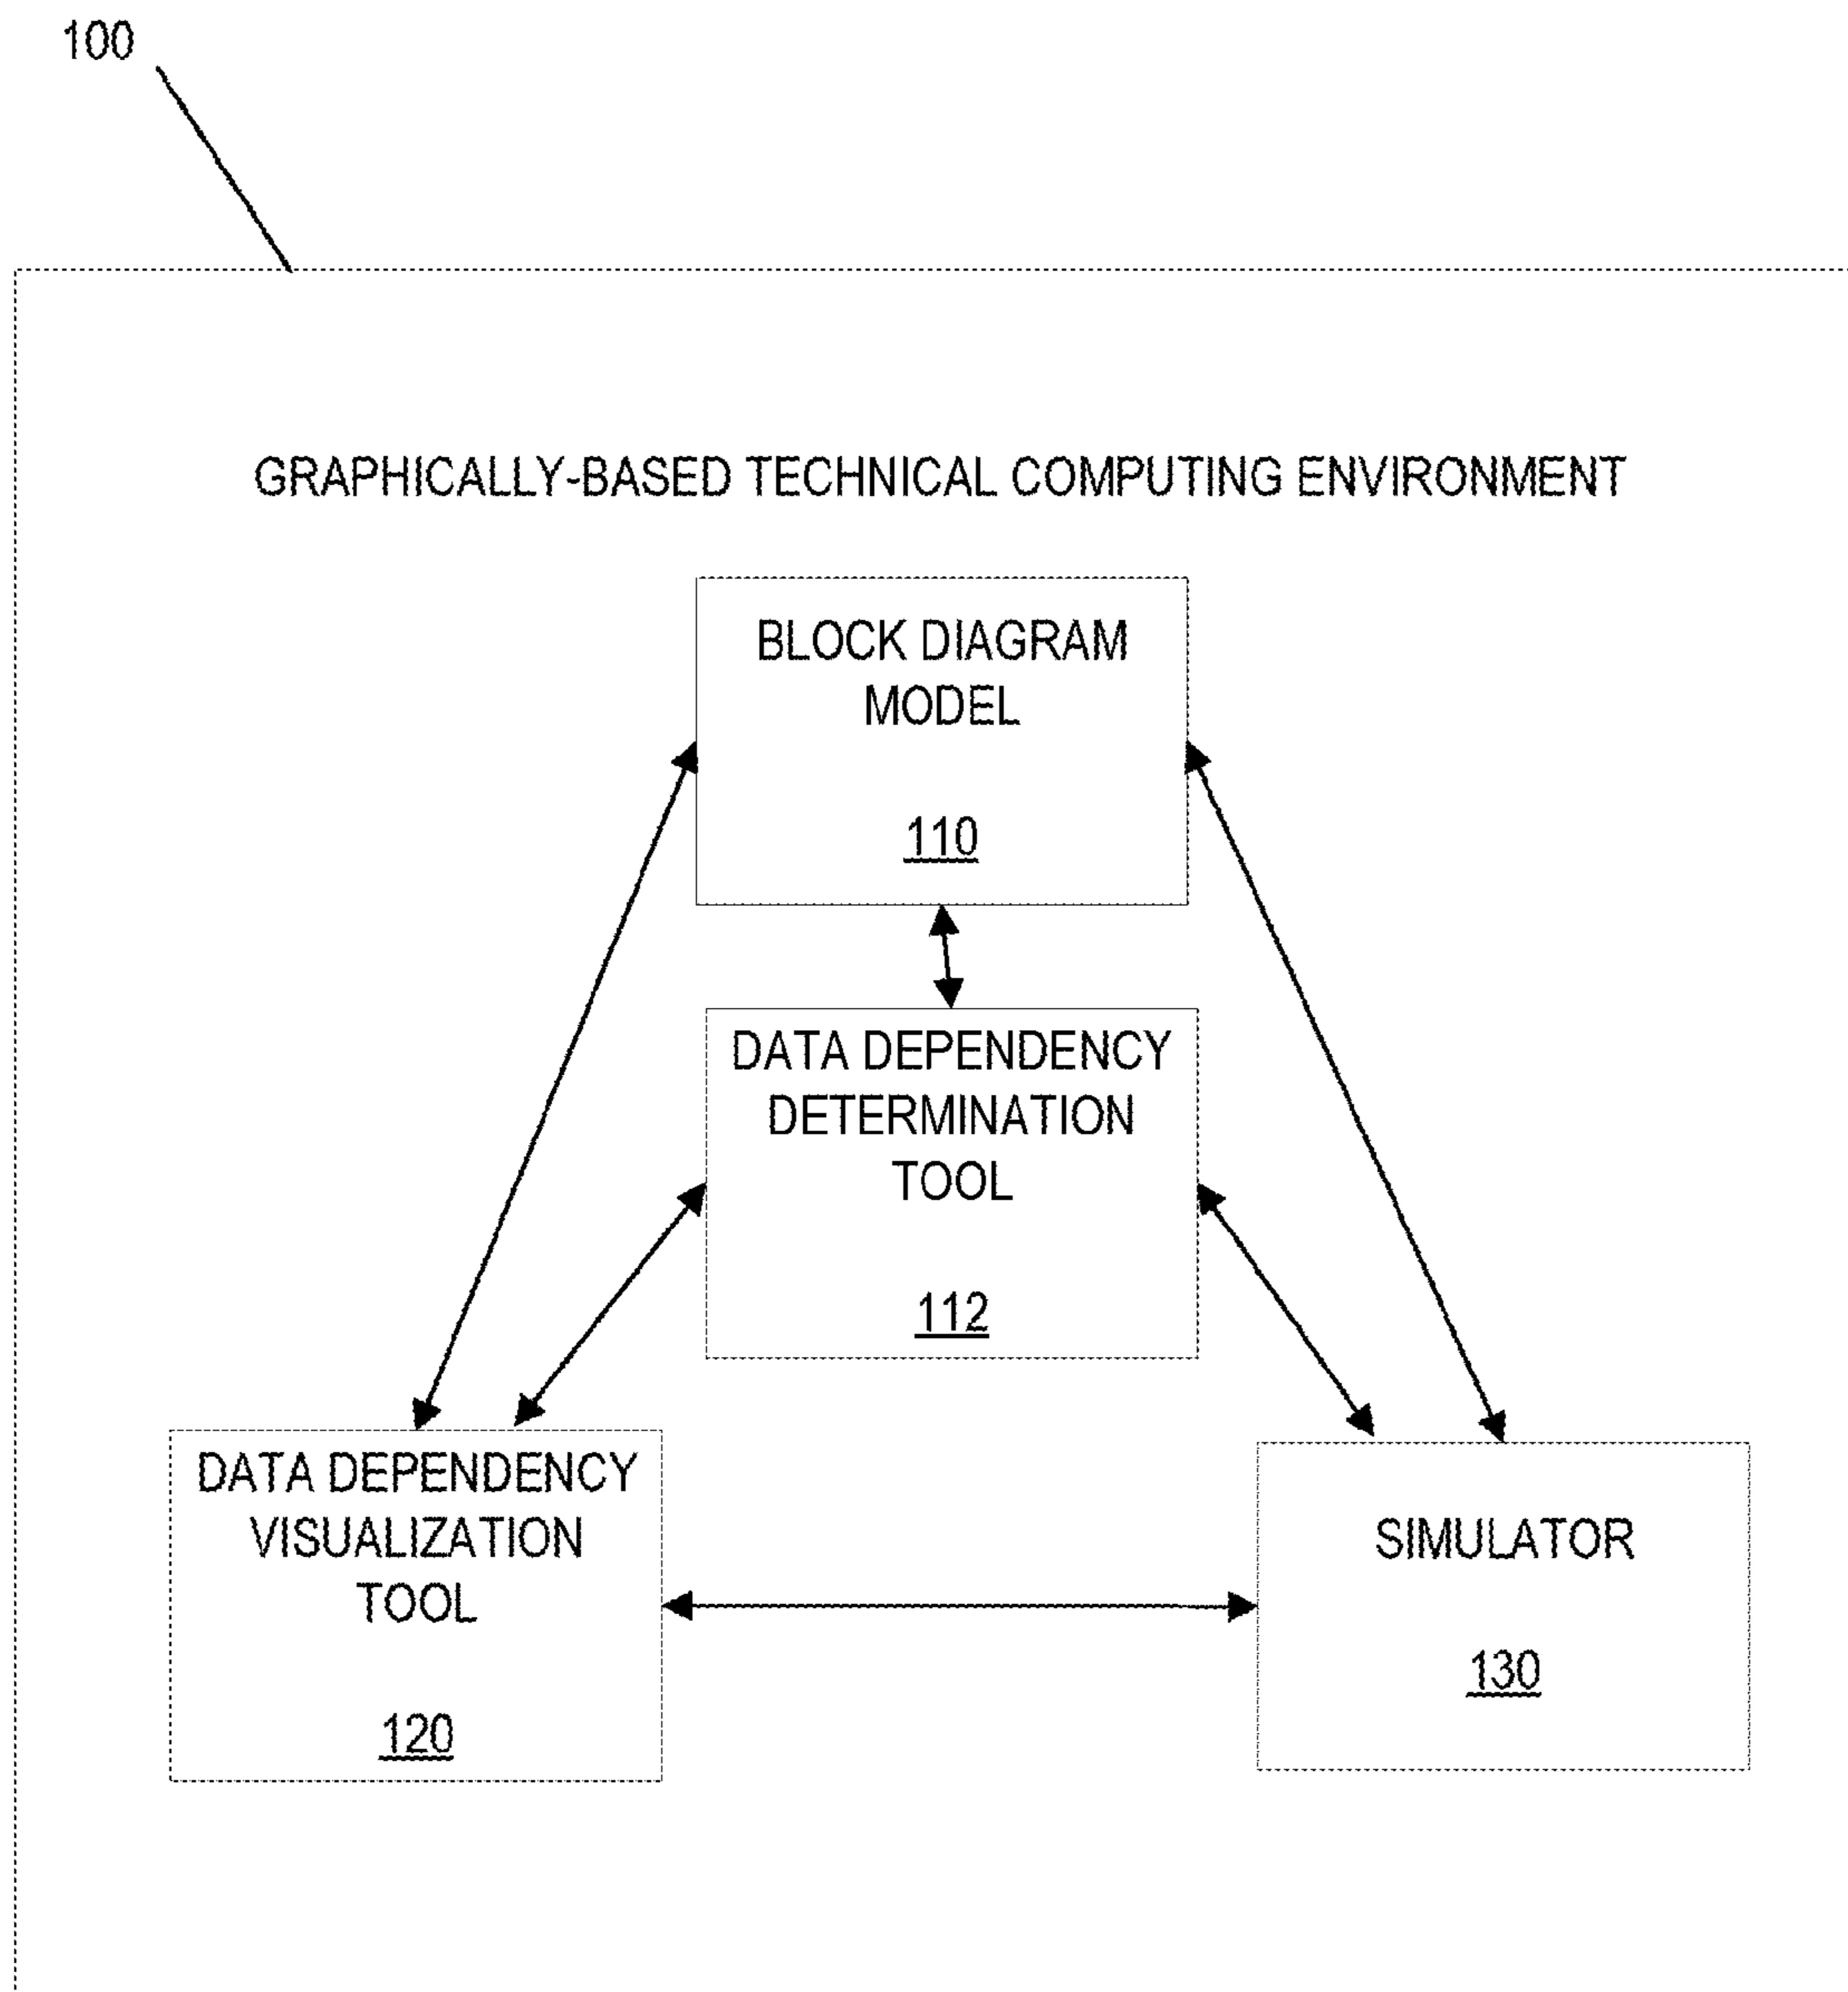 100
GRAPHICALLY-BASED TECHNICAL COMPUTING ENVIRONMENT
BLOCK DIAGRAM
MODEL
110
DATA DEPENDENCY
DETERMINATION
TOOL
112
DATA DEPENDENCY
VISUALIZATION
TOOL
120
SIMULATOR
130